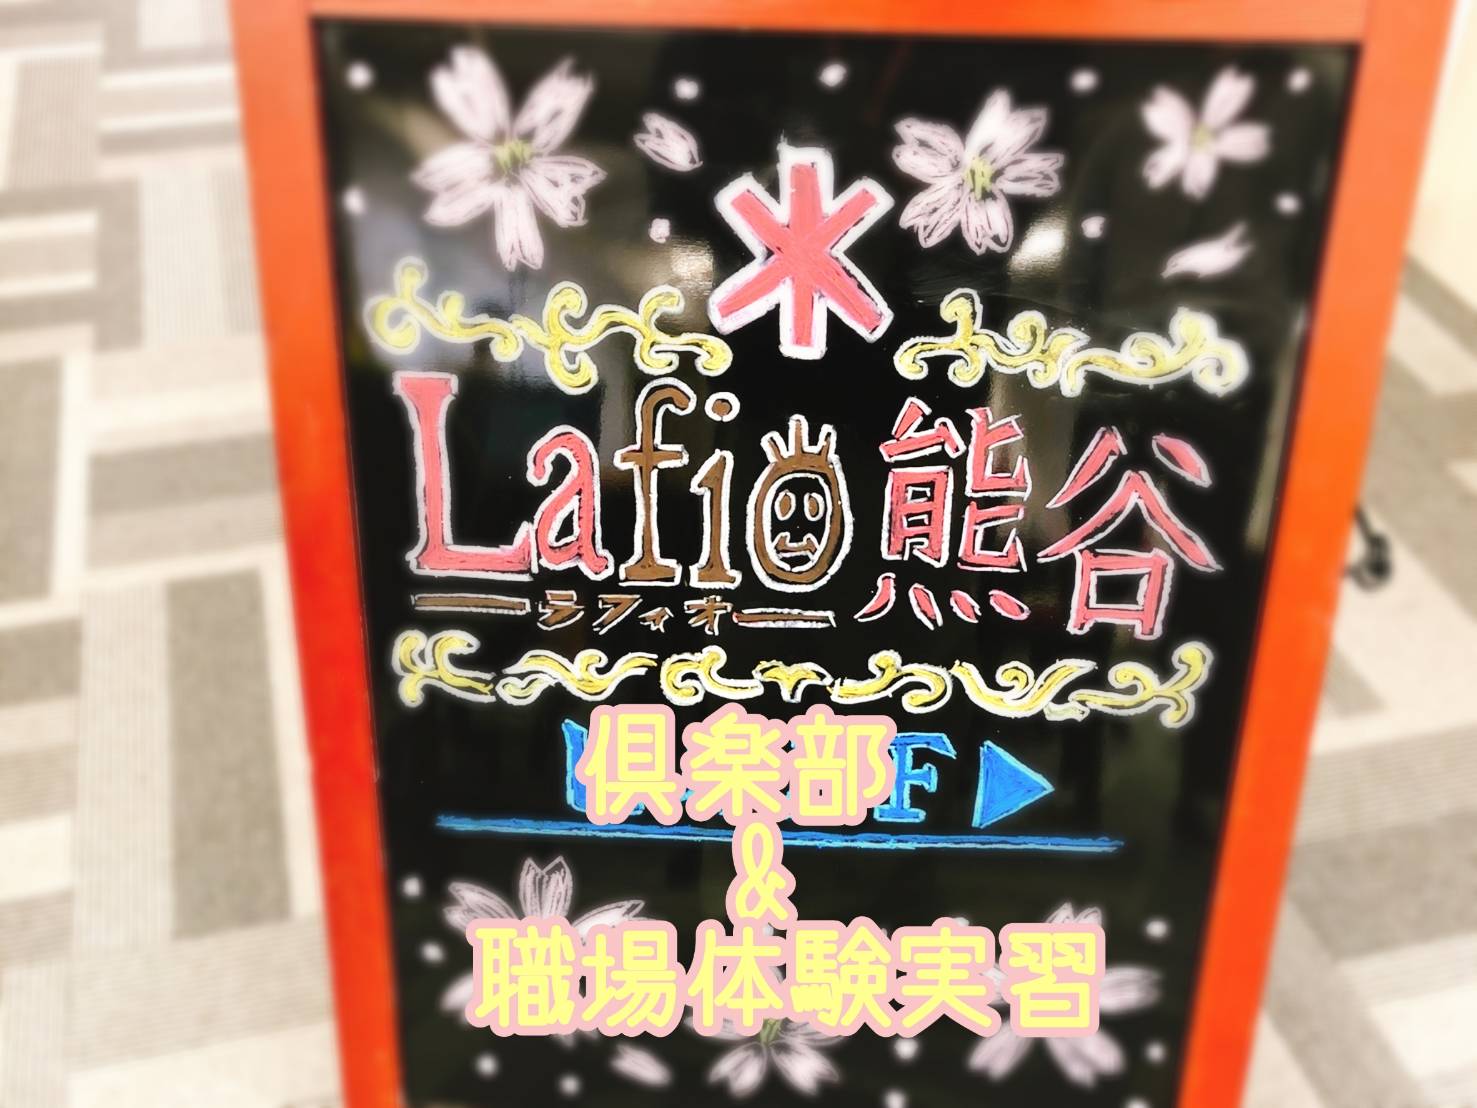 Lafio熊谷
ーラフィオー
倶楽部
&
職場体験実習